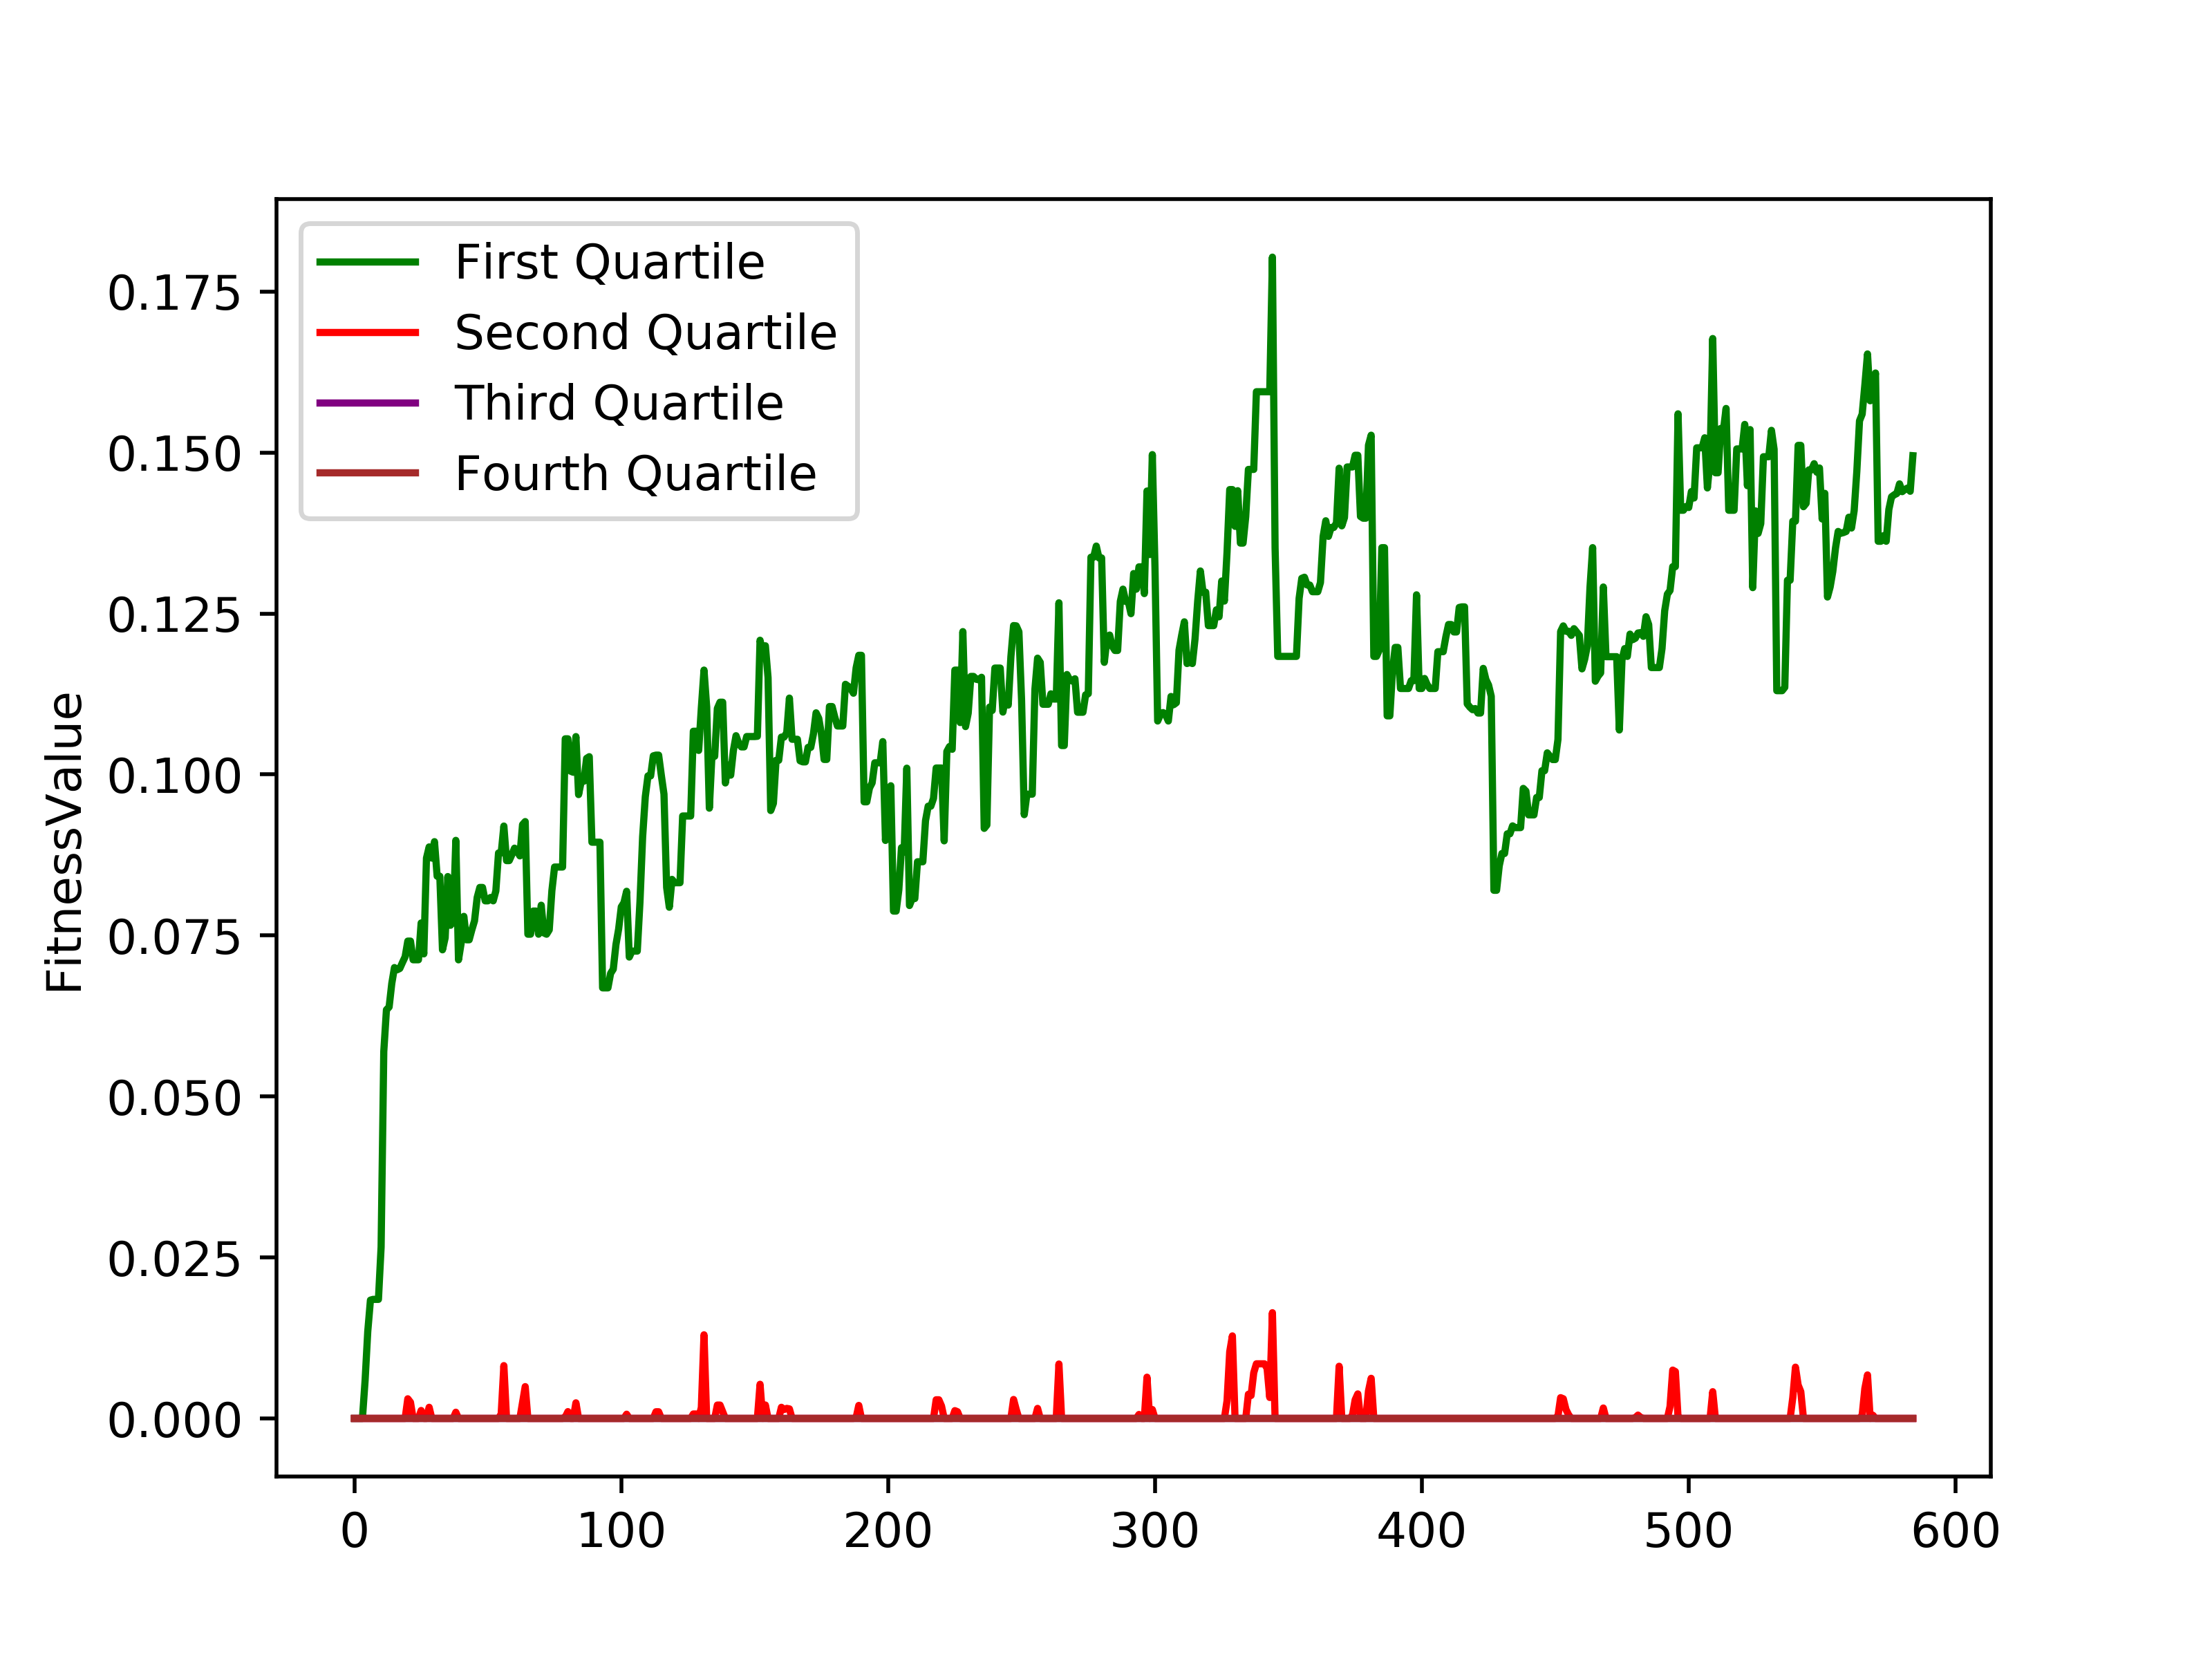 First Quartile
Second Quartile
Third Quartile
Fourth Quartile
FitnessValue
0.175
0.150
0.125
0.100
0.075
0.050
0.025
0.000
0 100 200 300 400 500 600